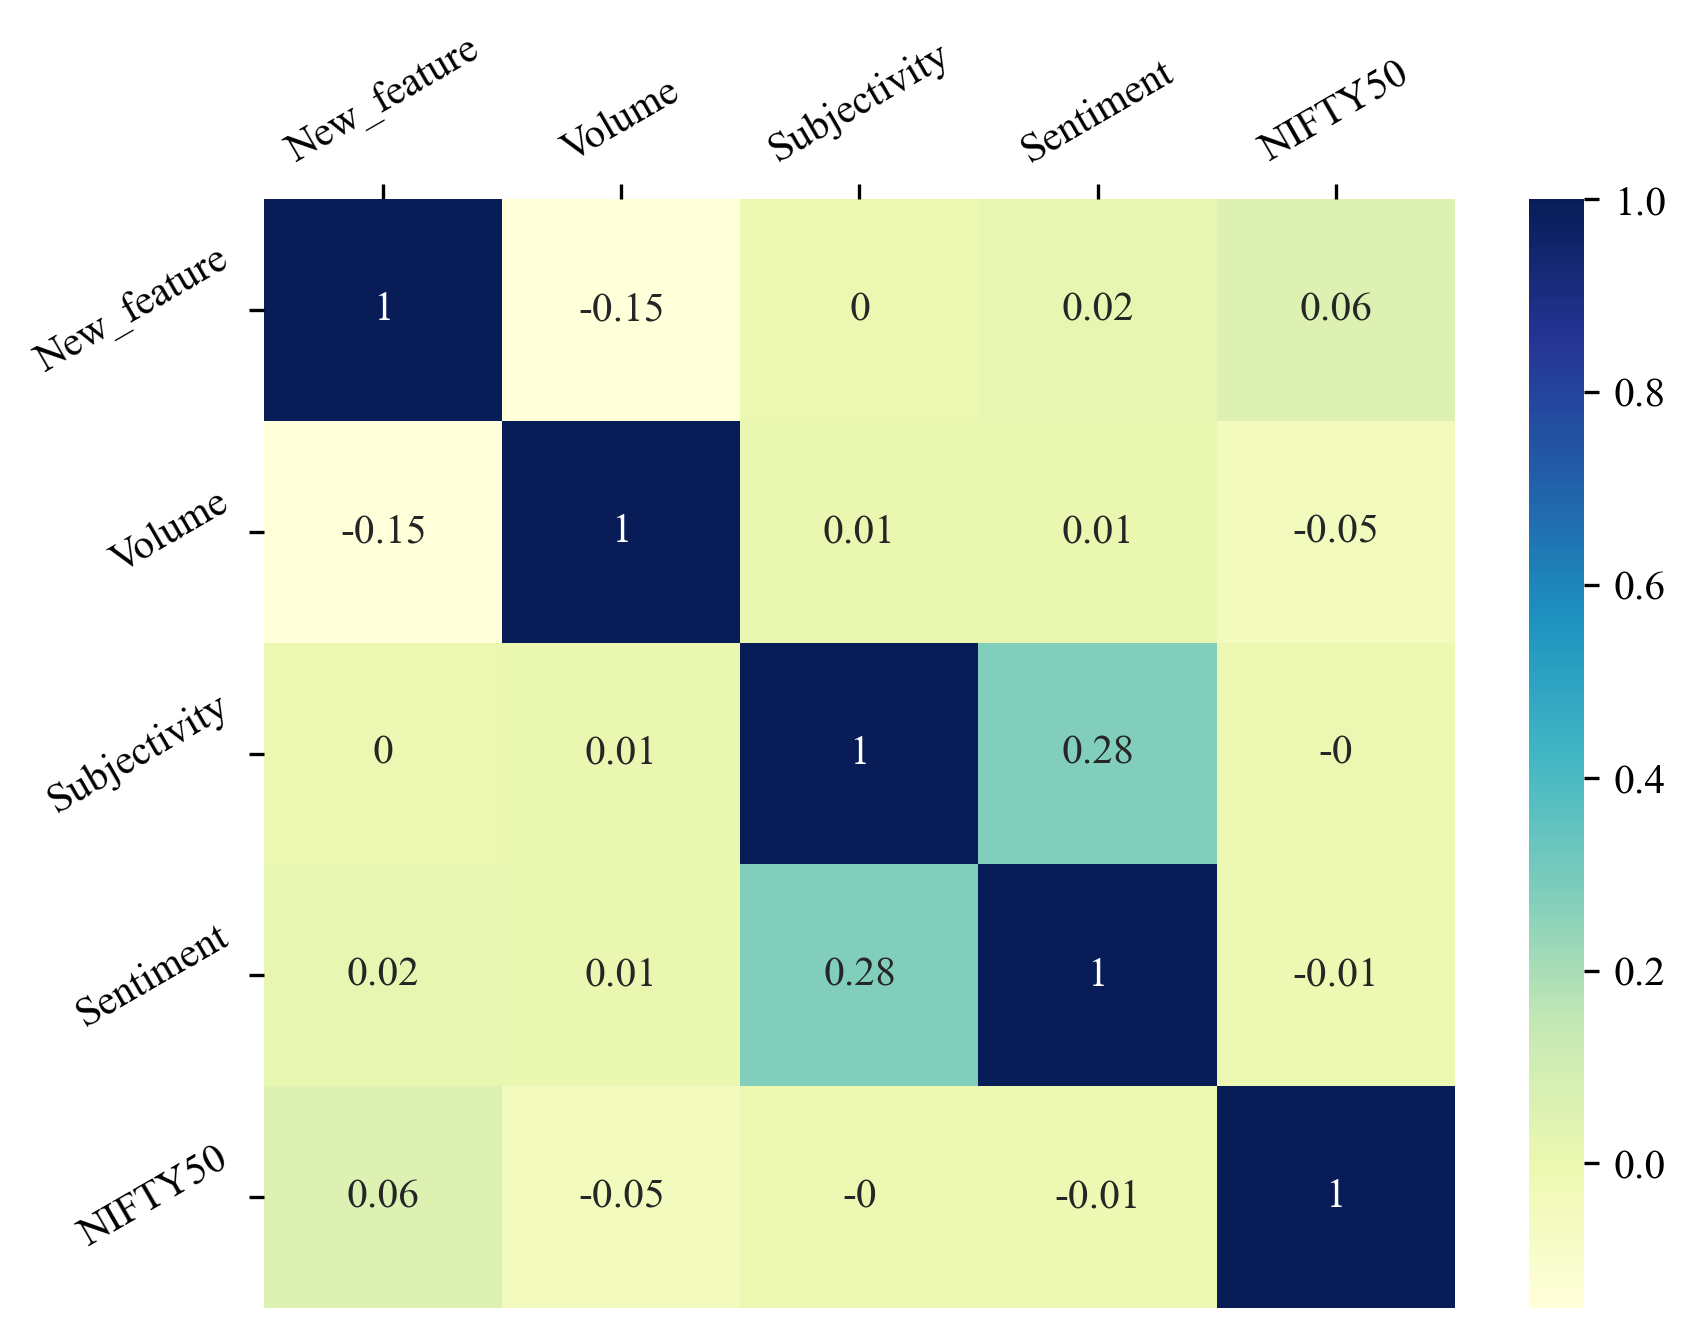 New_feature Volume Subjectivity Sentiment NIFTY50
New_feature 1 -0.15 0 0.02 0.06
Volume -0.15 1 0.01 0.01 -0.05
Subjectivity 0 0.01 1 0.28 -0
Sentiment 0.02 0.01 0.28 1 -0.01
NIFTY50 0.06 -0.05 -0 -0.01 1
1.0
0.8
0.6
0.4
0.2
0.0